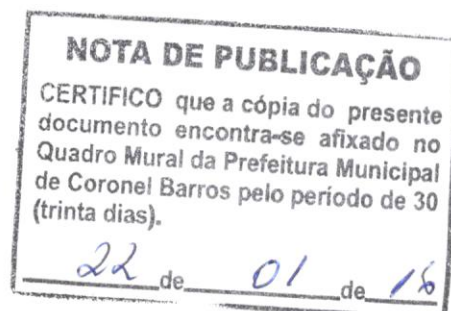 NOTA DE PUBLICAÇÃO
CERTIFICO que a cópia do presente
documento encontra-se afixado no
Quadro Mural da Prefeitura Municipal
de Coronel Barros pelo período de 30
(trinta dias).
22 de 01 de 16